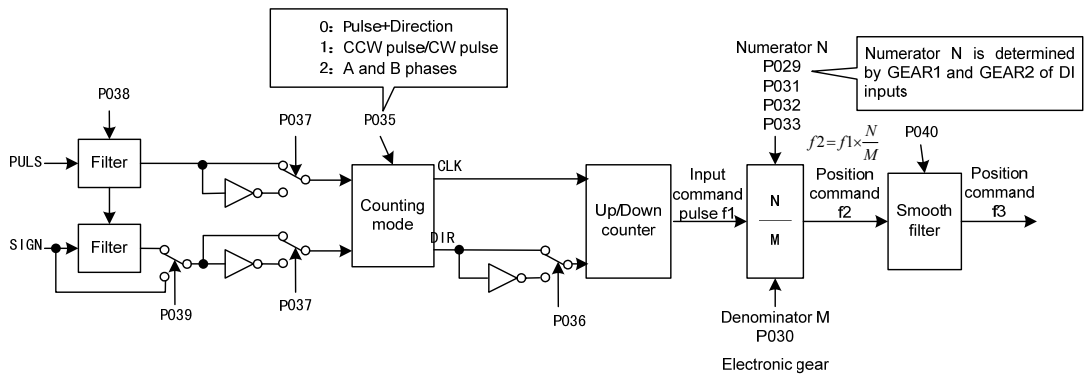 0: Pulse+Direction
1: CCW pulse/CW pulse
2: A and B phases
Numerator N
P029
P031
P032
P033
Numerator N is determined
by GEAR1 and GEAR2 of DI
inputs
P038
P037
P035
f2=f1×N/M
P040
PULS
Filter
CLK
Counting
mode
Up/Down
counter
Input
command
pulse f1
N
M
Position
command
f2
Smooth
filter
Position
command
f3
SIGN
Filter
DIR
P039
P037
P036
Denominator M
P030
Electronic gear